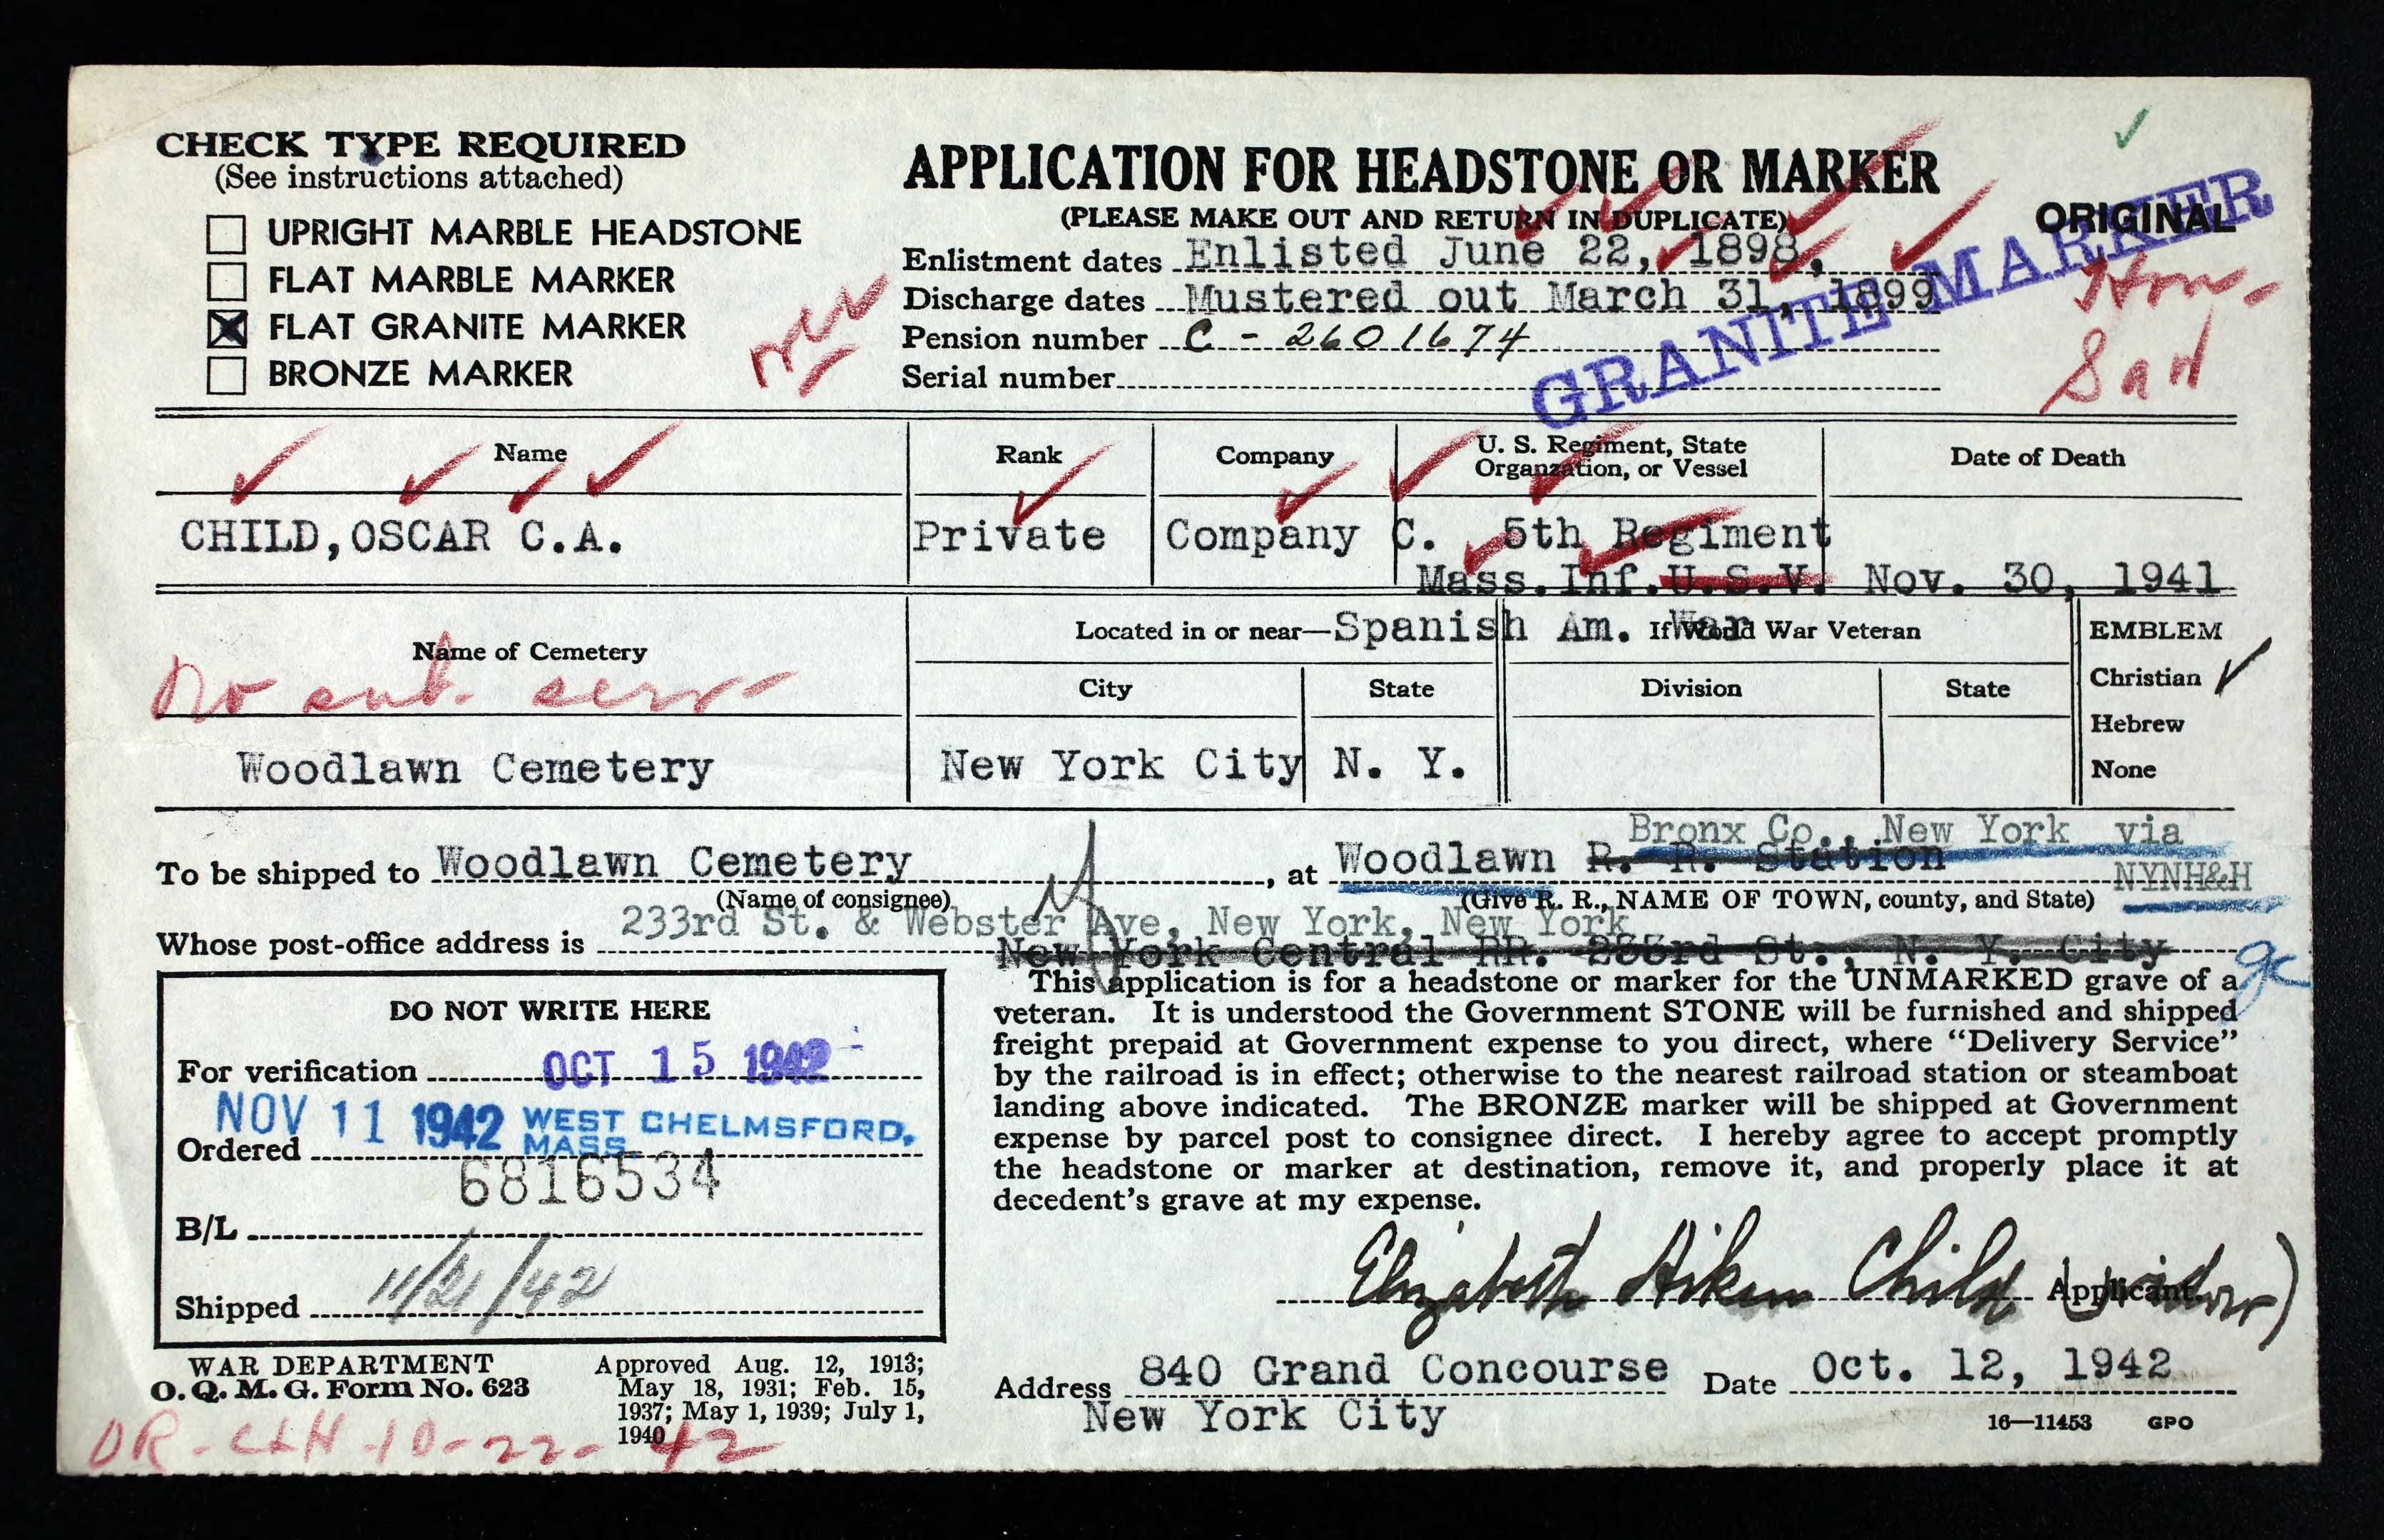 CHECK TYPE REQUIRED
(See instructions attached)
UPRIGHT MARBLE HEADSTONE
FLAT MARBLE MARKER
FLAT GRANITE MARKER
BRONZE MARKER
APPLICATION FOR HEADSTONE OR MARKER
(PLEASE MAKE OUT AND RETURN IN DUPLICATE)
ORIGINAL
GRANITE MARKER
Enlistment dates Enlisted June 22, 1898,
Discharge dates Mustered out March 31, 1899
Pension number C - 2601674
Serial number
Hon-
Name
Rank
Company
U. S. Regiment, State
Organzation, or Vessel
Date of Death
CHILD, OSCAR C.A.
Private
Company C.
5th Regiment
Mass. Inf. U.S.V.
Nov. 30, 1941
Name of Cemetery
No sub. serv-
Located in or near—
Spanish Am. War
If World War Veteran
EMBLEM
City
State
Division
State
Christian
Hebrew
None
Woodlawn Cemetery
New York City
N. Y.
Bronx Co., New York via
To be shipped to Woodlawn Cemetery, at Woodlawn R. R. Station
NYNH&H
(Name of consignee)
(Give R. R., NAME OF TOWN, county, and State)
233rd St. & Webster Ave, New York, New York
Whose post-office address is New York Central RR. 233rd St., N. Y. City
gc
DO NOT WRITE HERE
For verification OCT 15 1942
NOV 11 1942 WEST CHELMSFORD,
MASS.
Ordered
6816534
B/L
Shipped 11/21/42
This application is for a headstone or marker for the UNMARKED grave of a
veteran. It is understood the Government STONE will be furnished and shipped
freight prepaid at Government expense to you direct, where “Delivery Service”
by the railroad is in effect; otherwise to the nearest railroad station or steamboat
landing above indicated. The BRONZE marker will be shipped at Government
expense by parcel post to consignee direct. I hereby agree to accept promptly
the headstone or marker at destination, remove it, and properly place it at
decedent's grave at my expense.
Elizabeth Aiken Child (widow)
Applicant.
WAR DEPARTMENT
O. Q. M. G. Form No. 623
Approved Aug. 12, 1913;
May 18, 1931; Feb. 15,
1937; May 1, 1939; July 1,
1940
Address 840 Grand Concourse
New York City
Date Oct. 12, 1942
16—11453 GPO
OR-CLH-10-22-42